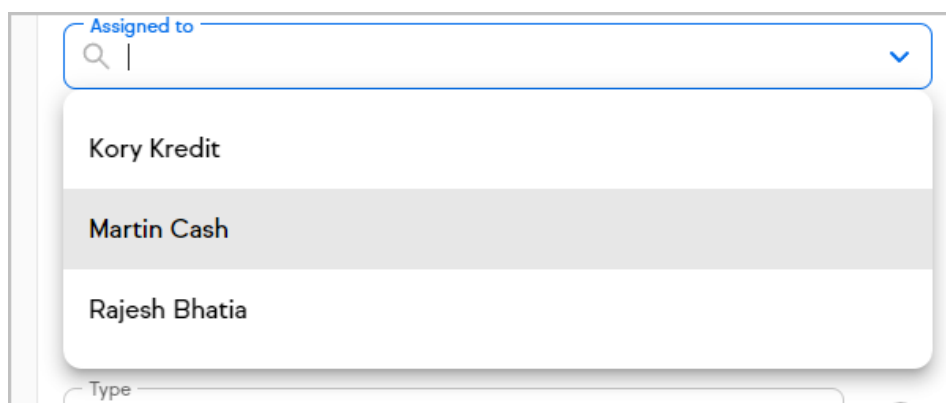 Assigned to
Kory Kredit
Martin Cash
Rajesh Bhatia
Type